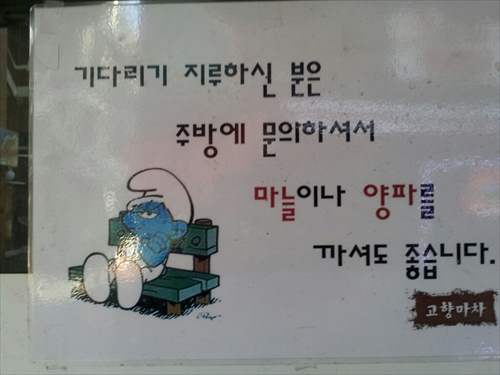 기다리기 지루하신 분은
주방에 문의하셔서
마늘이나 양파를
까셔도 좋습니다.
고향마차